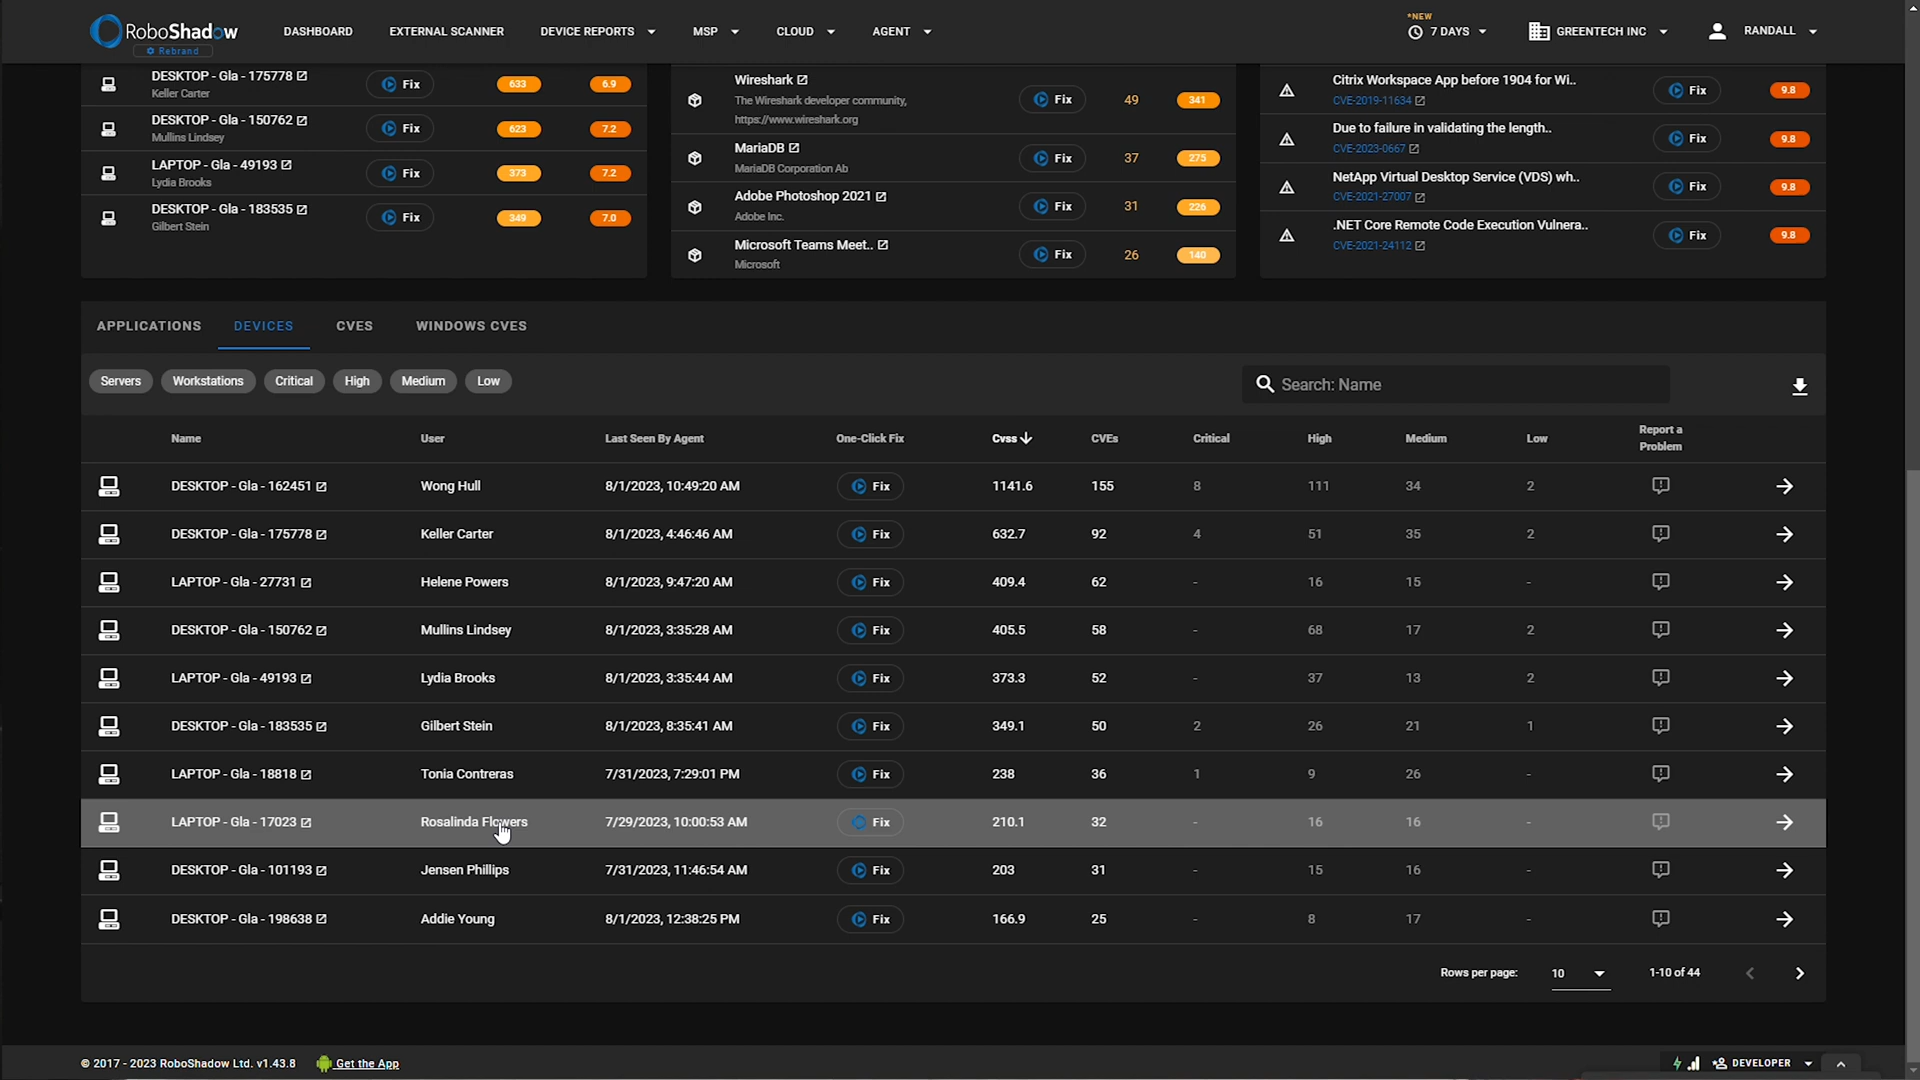 RoboShadow
Rebrand
DASHBOARD
EXTERNAL SCANNER
DEVICE REPORTS
MSP
CLOUD
AGENT
*NEW
7 DAYS
GREENTECH INC
RANDALL
DESKTOP - Gla - 175778
Keller Carter
Fix
633
6.9
DESKTOP - Gla - 150762
Mullins Lindsey
Fix
623
7.2
LAPTOP - Gla - 49193
Lydia Brooks
Fix
373
7.2
DESKTOP - Gla - 183535
Gilbert Stein
Fix
349
7.0
Wireshark
The Wireshark developer community,
https://www.wireshark.org
Fix
49
341
MariaDB
MariaDB Corporation Ab
Fix
37
275
Adobe Photoshop 2021
Adobe Inc.
Fix
31
226
Microsoft Teams Meet..
Microsoft
Fix
26
140
Citrix Workspace App before 1904 for Wi..
CVE-2019-11634
Fix
9.8
Due to failure in validating the length..
CVE-2023-0667
Fix
9.8
NetApp Virtual Desktop Service (VDS) wh..
CVE-2021-27007
Fix
9.8
.NET Core Remote Code Execution Vulnera..
CVE-2021-24112
Fix
9.8
APPLICATIONS DEVICES CVES WINDOWS CVES
Servers Workstations Critical High Medium Low
Search: Name
Name User Last Seen By Agent One-Click Fix Cvss CVEs Critical High Medium Low Report a
Problem
DESKTOP - Gla - 162451 Wong Hull 8/1/2023, 10:49:20 AM Fix 1141.6 155 8 111 34 2
DESKTOP - Gla - 175778 Keller Carter 8/1/2023, 4:46:46 AM Fix 632.7 92 4 51 35 2
LAPTOP - Gla - 27731 Helene Powers 8/1/2023, 9:47:20 AM Fix 409.4 62 - 16 15 -
DESKTOP - Gla - 150762 Mullins Lindsey 8/1/2023, 3:35:28 AM Fix 405.5 58 - 68 17 2
LAPTOP - Gla - 49193 Lydia Brooks 8/1/2023, 3:35:44 AM Fix 373.3 52 - 37 13 2
DESKTOP - Gla - 183535 Gilbert Stein 8/1/2023, 8:35:41 AM Fix 349.1 50 2 26 21 1
LAPTOP - Gla - 18818 Tonia Contreras 7/31/2023, 7:29:01 PM Fix 238 36 1 9 26 -
LAPTOP - Gla - 17023 Rosalinda Flowers 7/29/2023, 10:00:53 AM Fix 210.1 32 - 16 16 -
DESKTOP - Gla - 101193 Jensen Phillips 7/31/2023, 11:46:54 AM Fix 203 31 - 15 16 -
DESKTOP - Gla - 198638 Addie Young 8/1/2023, 12:38:25 PM Fix 166.9 25 - 8 17 -
Rows per page: 10 1-10 of 44
© 2017 - 2023 RoboShadow Ltd. v1.43.8 Get the App
DEVELOPER